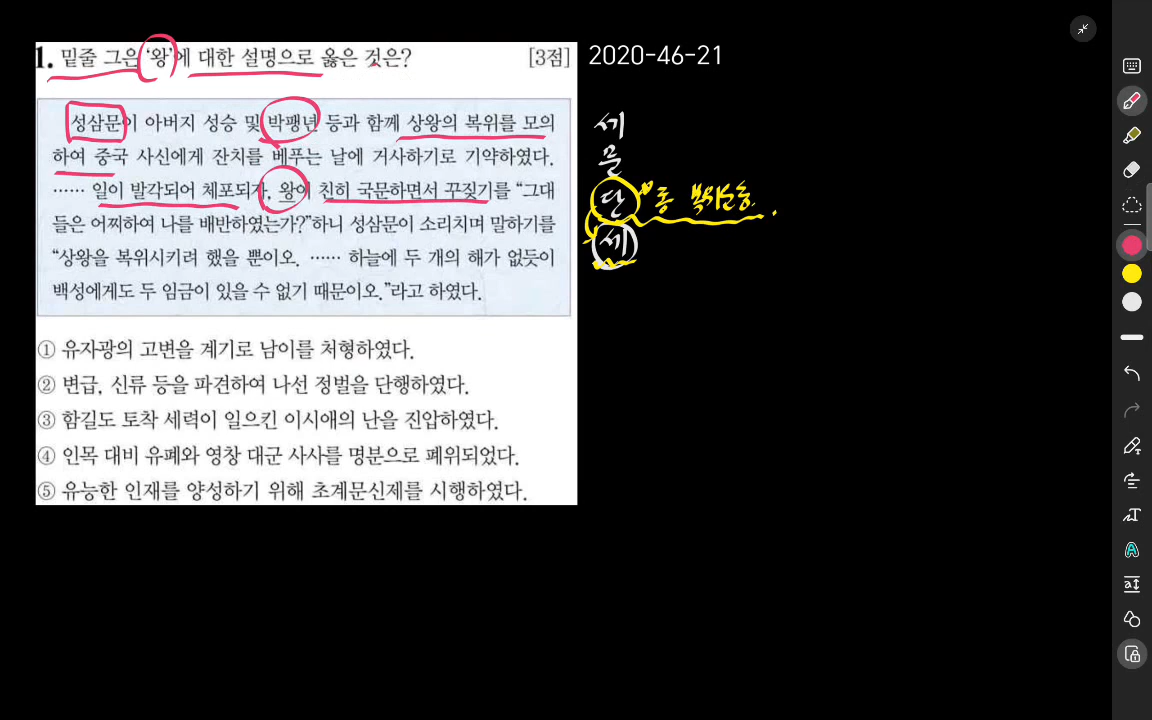 1. 밑줄 그은 '왕'에 대한 설명으로 옳은 것은? [3점]
2020-46-21
성삼문이 아버지 성승 및 박팽년 등과 함께 상왕의 복위를 모의
하여 중국 사신에게 잔치를 베푸는 날에 거사하기로 기약하였다.
…… 일이 발각되어 체포되자, 왕이 친히 국문하면서 꾸짖기를 “그대
들은 어찌하여 나를 배반하였는가?”하니 성삼문이 소리치며 말하기를
“상왕을 복위시키려 했을 뿐이오. …… 하늘에 두 개의 해가 없듯이
백성에게도 두 임금이 있을 수 없기 때문이오.”라고 하였다.
① 유자광의 고변을 계기로 남이를 처형하였다.
② 변급, 신류 등을 파견하여 나선 정벌을 단행하였다.
③ 함길도 토착 세력이 일으킨 이시애의 난을 진압하였다.
④ 인목 대비 유폐와 영창 대군 사사를 명분으로 폐위되었다.
⑤ 유능한 인재를 양성하기 위해 초계문신제를 시행하였다.
세
문
단 종 복위운동.
세